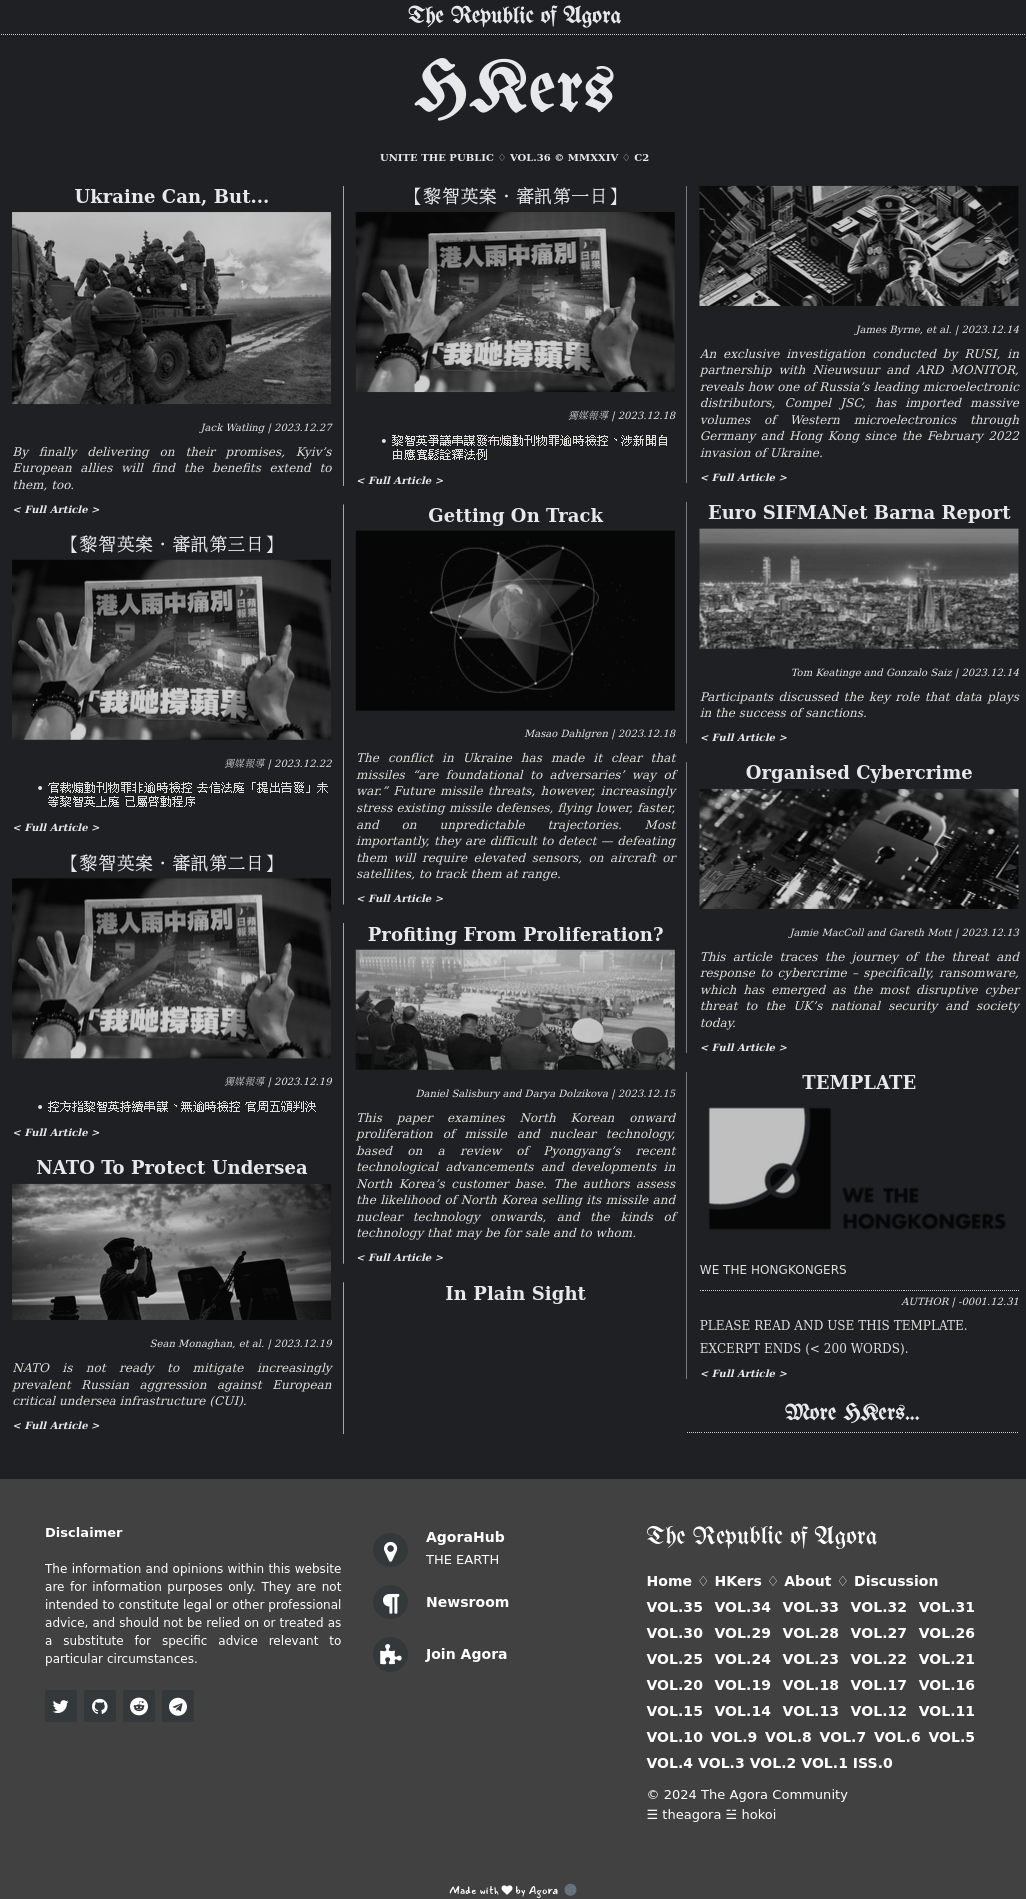 The Republic of Agora
HKers
UNITE THE PUBLIC ♢ VOL.36 © MMXXIV ♢ C2
Ukraine Can, But…
Jack Watling | 2023.12.27
By finally delivering on their promises, Kyiv’s
European allies will find the benefits extend to
them, too.
< Full Article >
【黎智英案・審訊第三日】
港人雨中痛別
蘋果日報
「我哋撐蘋果
獨媒報導 | 2023.12.22
• 官裁煽動刊物罪非逾時檢控 去信法庭「提出告發」未
等黎智英上庭 已屬啓動程序
< Full Article >
【黎智英案・審訊第二日】
港人雨中痛別
蘋果日報
「我哋撐蘋果
獨媒報導 | 2023.12.19
• 控方指黎智英持續串謀、無逾時檢控 官周五頒判決
< Full Article >
NATO To Protect Undersea
Sean Monaghan, et al. | 2023.12.19
NATO is not ready to mitigate increasingly
prevalent Russian aggression against European
critical undersea infrastructure (CUI).
< Full Article >
【黎智英案・審訊第一日】
港人雨中痛別
蘋果日報
「我哋撐蘋果
獨媒報導 | 2023.12.18
• 黎智英爭議串謀發布煽動刊物罪逾時檢控、涉新聞自
由應寬鬆詮釋法例
< Full Article >
Getting On Track
Masao Dahlgren | 2023.12.18
The conflict in Ukraine has made it clear that
missiles “are foundational to adversaries’ way of
war.” Future missile threats, however, increasingly
stress existing missile defenses, flying lower, faster,
and on unpredictable trajectories. Most
importantly, they are difficult to detect — defeating
them will require elevated sensors, on aircraft or
satellites, to track them at range.
< Full Article >
Profiting From Proliferation?
Daniel Salisbury and Darya Dolzikova | 2023.12.15
This paper examines North Korean onward
proliferation of missile and nuclear technology,
based on a review of Pyongyang’s recent
technological advancements and developments in
North Korea’s customer base. The authors assess
the likelihood of North Korea selling its missile and
nuclear technology onwards, and the kinds of
technology that may be for sale and to whom.
< Full Article >
In Plain Sight
James Byrne, et al. | 2023.12.14
An exclusive investigation conducted by RUSI, in
partnership with Nieuwsuur and ARD MONITOR,
reveals how one of Russia’s leading microelectronic
distributors, Compel JSC, has imported massive
volumes of Western microelectronics through
Germany and Hong Kong since the February 2022
invasion of Ukraine.
< Full Article >
Euro SIFMANet Barna Report
Tom Keatinge and Gonzalo Saiz | 2023.12.14
Participants discussed the key role that data plays
in the success of sanctions.
< Full Article >
Organised Cybercrime
Jamie MacColl and Gareth Mott | 2023.12.13
This article traces the journey of the threat and
response to cybercrime – specifically, ransomware,
which has emerged as the most disruptive cyber
threat to the UK’s national security and society
today.
< Full Article >
TEMPLATE
WE THE
HONGKONGERS
WE THE HONGKONGERS
AUTHOR | -0001.12.31
PLEASE READ AND USE THIS TEMPLATE.
EXCERPT ENDS (< 200 WORDS).
< Full Article >
More HKers…
Disclaimer
The information and opinions within this website
are for information purposes only. They are not
intended to constitute legal or other professional
advice, and should not be relied on or treated as
a substitute for specific advice relevant to
particular circumstances.
AgoraHub
THE EARTH
Newsroom
Join Agora
The Republic of Agora
Home ♢ HKers ♢ About ♢ Discussion
VOL.35 VOL.34 VOL.33 VOL.32 VOL.31
VOL.30 VOL.29 VOL.28 VOL.27 VOL.26
VOL.25 VOL.24 VOL.23 VOL.22 VOL.21
VOL.20 VOL.19 VOL.18 VOL.17 VOL.16
VOL.15 VOL.14 VOL.13 VOL.12 VOL.11
VOL.10 VOL.9 VOL.8 VOL.7 VOL.6 VOL.5
VOL.4 VOL.3 VOL.2 VOL.1 ISS.0
© 2024 The Agora Community
☰ theagora ☱ hokoi
Made with ❤ by Agora